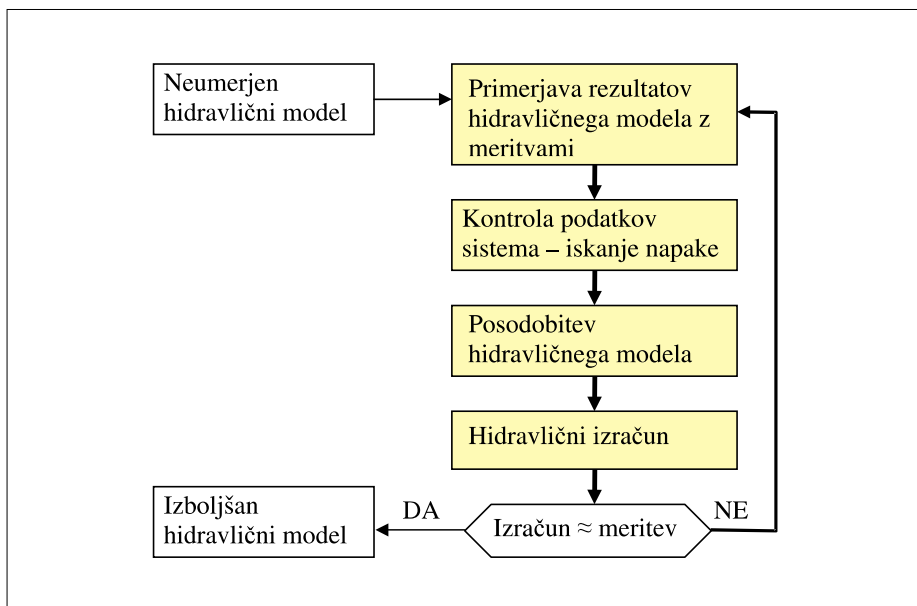 Neumerjen
hidravlični model
Primerjava rezultatov
hidravličnega modela z
meritvami
Kontrola podatkov
sistema – iskanje napake
Posodobitev
hidravličnega modela
Hidravlični izračun
Izračun ≈ meritev
DA
NE
Izboljšan
hidravlični model